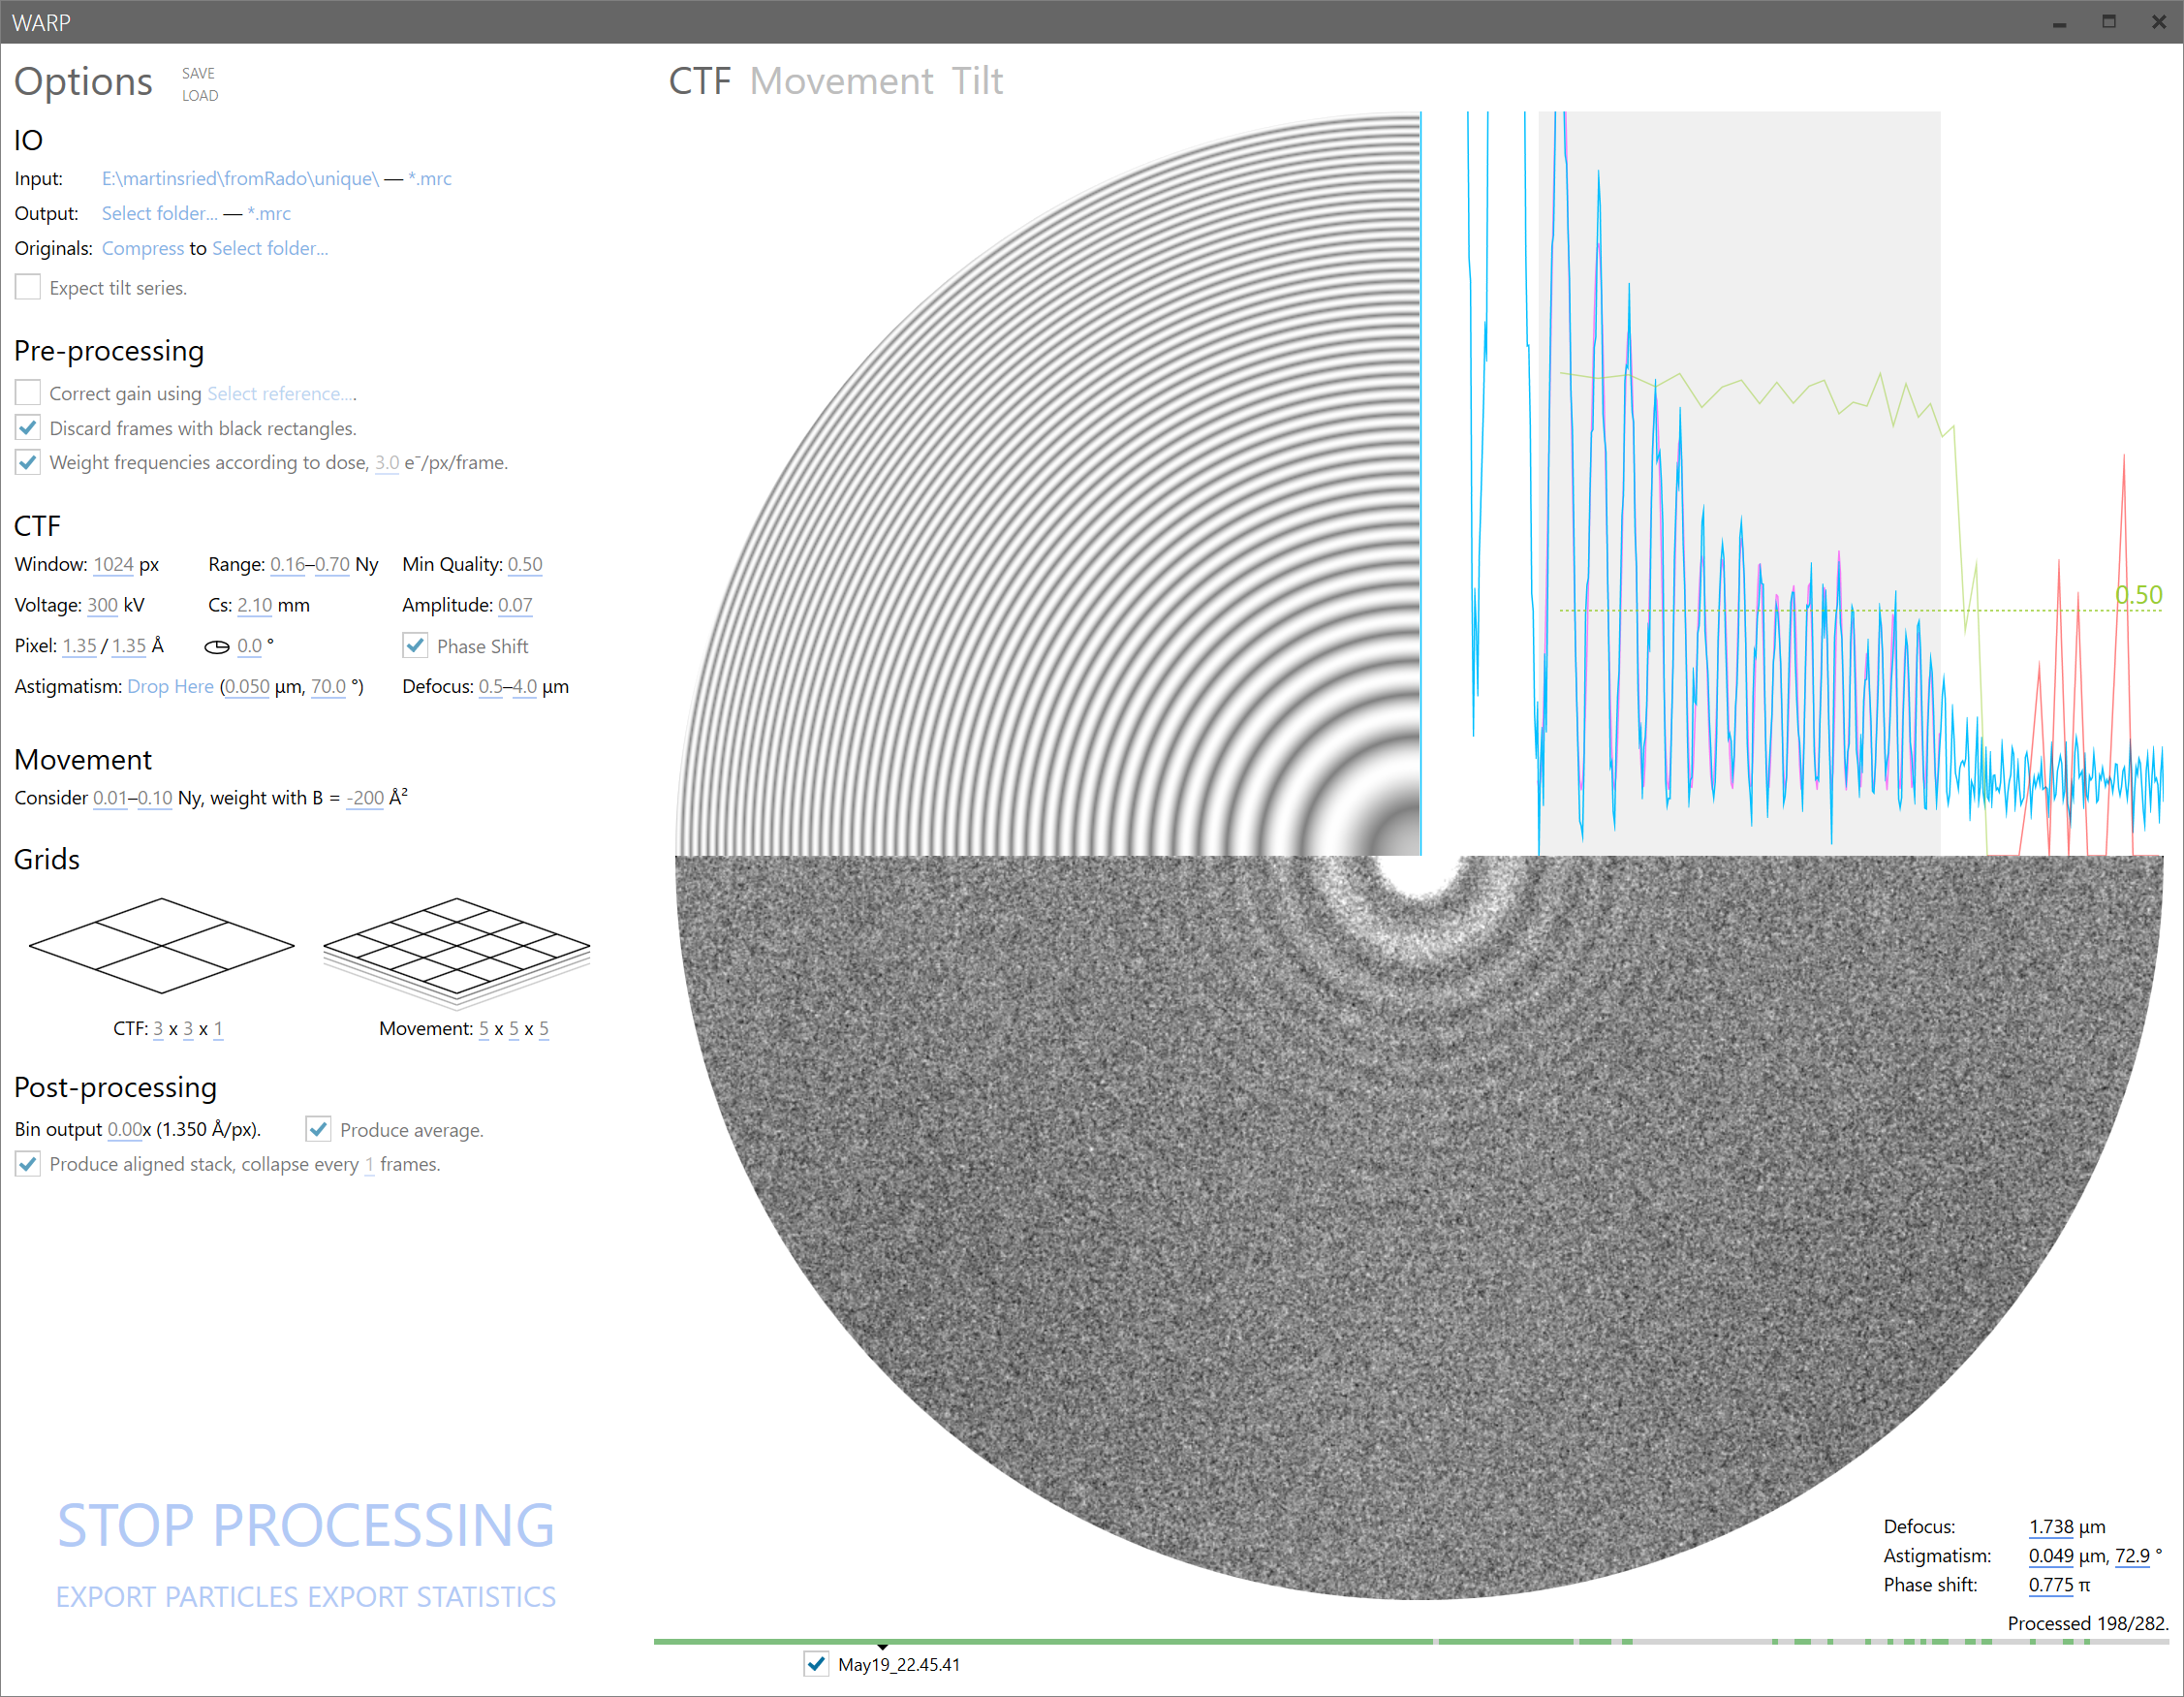 WARP
Options
SAVE
LOAD
IO
Input: E:\martinsried\fromRado\unique\ — *.mrc
Output: Select folder... — *.mrc
Originals: Compress to Select folder...
Expect tilt series.
Pre-processing
Correct gain using Select reference....
Discard frames with black rectangles.
Weight frequencies according to dose, 3.0 e⁻/px/frame.
CTF
Window: 1024 px Range: 0.16–0.70 Ny Min Quality: 0.50
Voltage: 300 kV Cs: 2.10 mm Amplitude: 0.07
Pixel: 1.35 / 1.35 Å 0.0 ° Phase Shift
Astigmatism: Drop Here (0.050 µm, 70.0 °) Defocus: 0.5–4.0 µm
Movement
Consider 0.01–0.10 Ny, weight with B = -200 Å²
Grids
CTF: 3 x 3 x 1 Movement: 5 x 5 x 5
Post-processing
Bin output 0.00x (1.350 Å/px). Produce average.
Produce aligned stack, collapse every 1 frames.
STOP PROCESSING
EXPORT PARTICLES EXPORT STATISTICS
CTF Movement Tilt
0.50
Defocus: 1.738 µm
Astigmatism: 0.049 µm, 72.9 °
Phase shift: 0.775 π
Processed 198/282.
May19_22.45.41